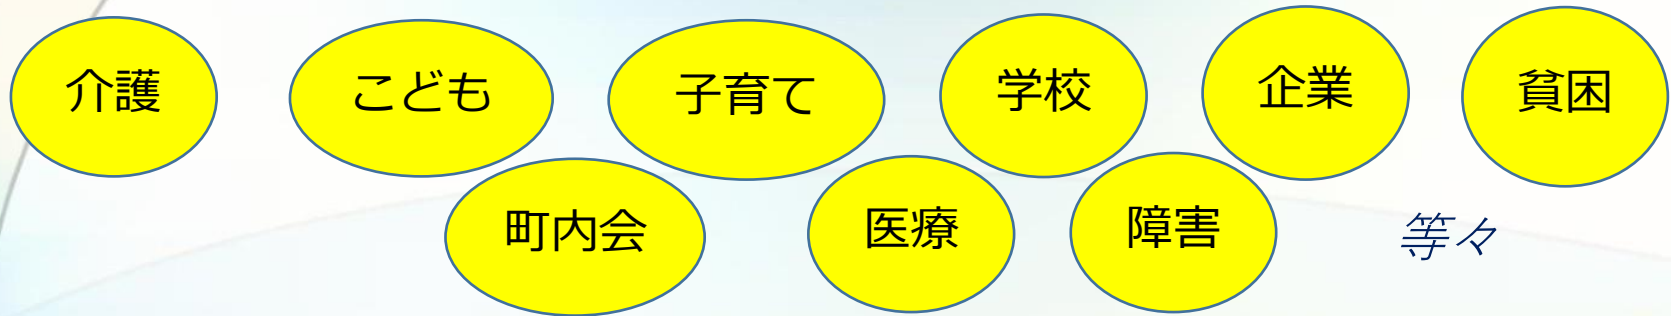 介護 こども 子育て 学校 企業 貧困
町内会 医療 障害 等々